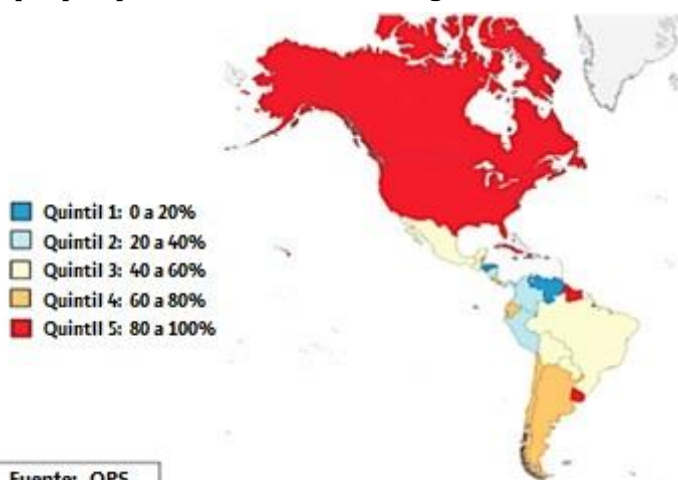 Quintil 1: 0 a 20%
Quintil 2: 20 a 40%
Quintil 3: 40 a 60%
Quintil 4: 60 a 80%
Quintil 5: 80 a 100%
Fuente: OPS